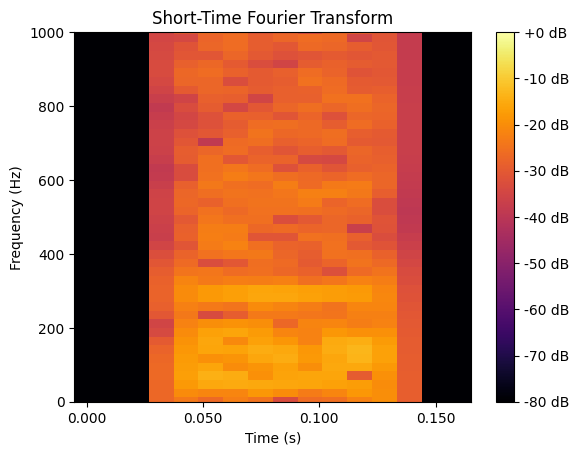 Short-Time Fourier Transform
1000
800
600
400
200
0
Frequency (Hz)
0.000
0.050
0.100
0.150
Time (s)
+0 dB
-10 dB
-20 dB
-30 dB
-40 dB
-50 dB
-60 dB
-70 dB
-80 dB